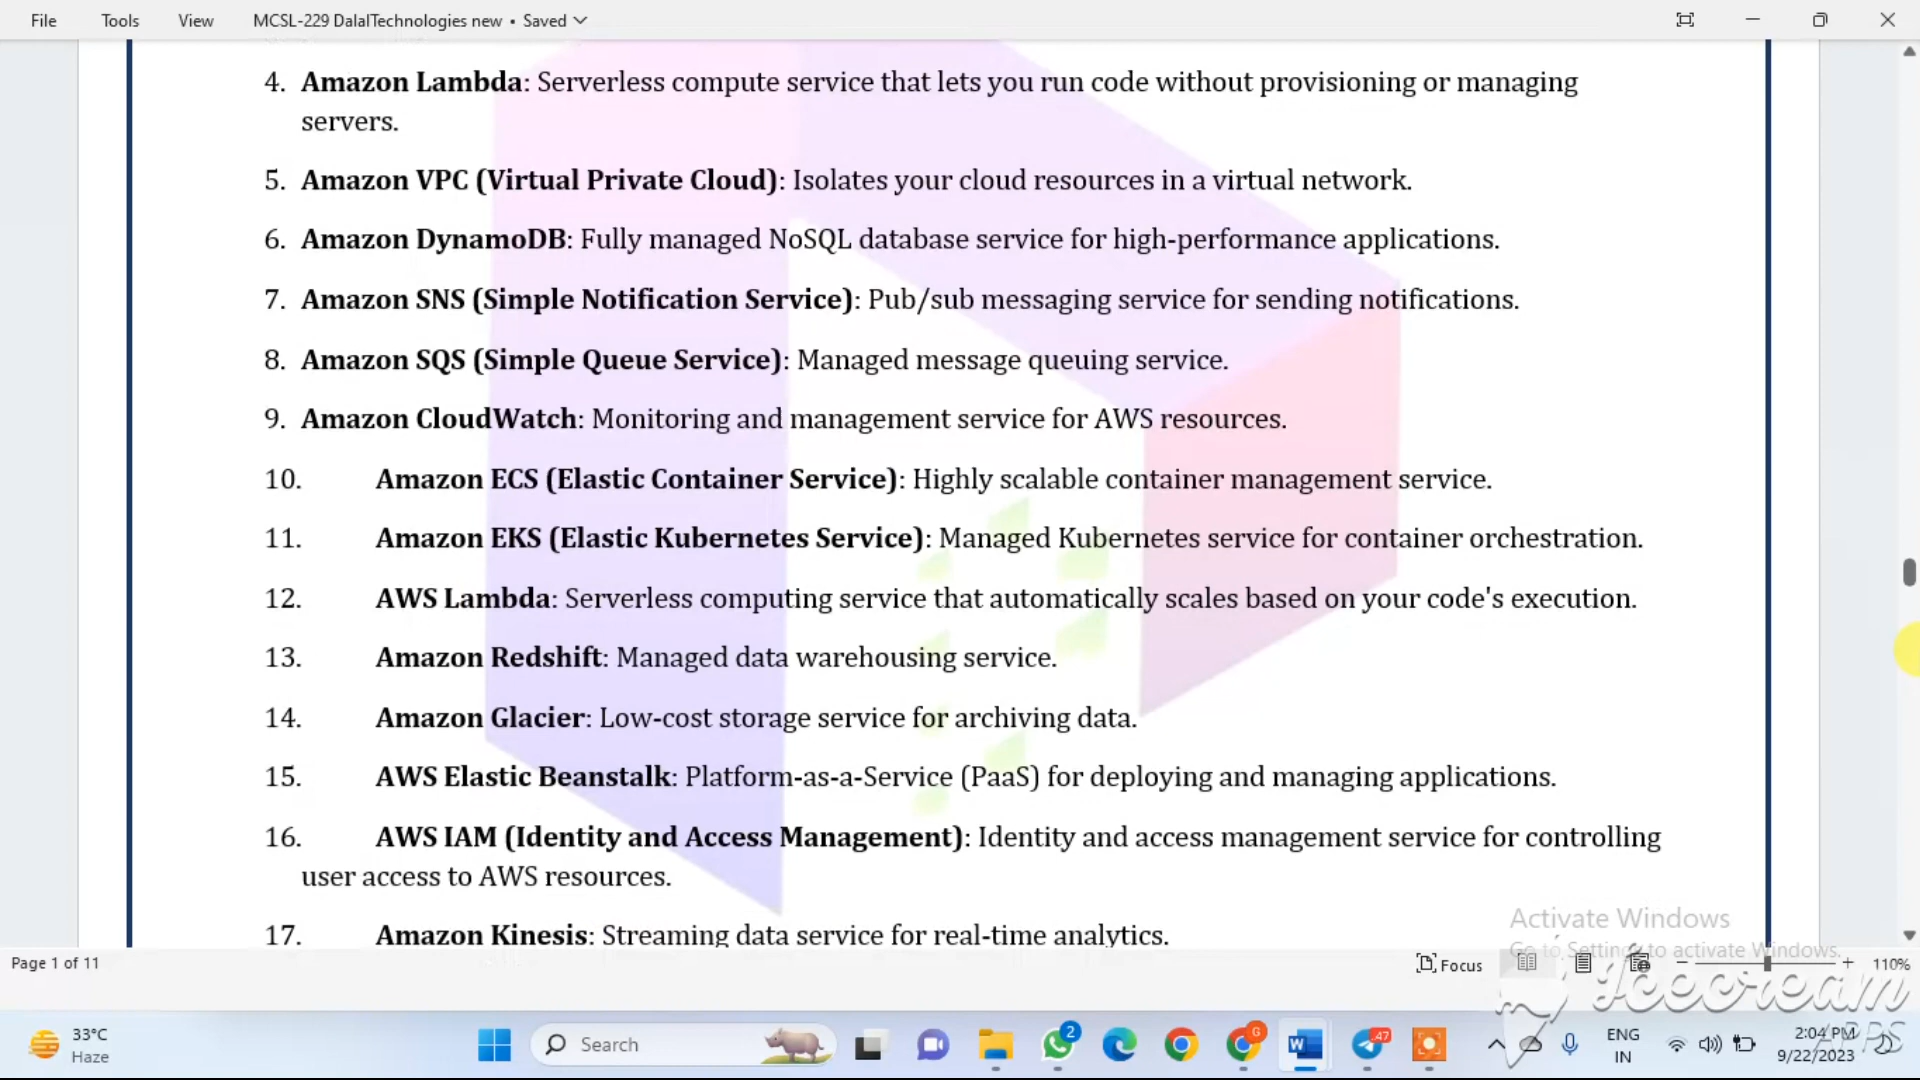 File Tools View MCSL-229 DalalTechnologies new • Saved
4. Amazon Lambda: Serverless compute service that lets you run code without provisioning or managing
servers.
5. Amazon VPC (Virtual Private Cloud): Isolates your cloud resources in a virtual network.
6. Amazon DynamoDB: Fully managed NoSQL database service for high-performance applications.
7. Amazon SNS (Simple Notification Service): Pub/sub messaging service for sending notifications.
8. Amazon SQS (Simple Queue Service): Managed message queuing service.
9. Amazon CloudWatch: Monitoring and management service for AWS resources.
10. Amazon ECS (Elastic Container Service): Highly scalable container management service.
11. Amazon EKS (Elastic Kubernetes Service): Managed Kubernetes service for container orchestration.
12. AWS Lambda: Serverless computing service that automatically scales based on your code's execution.
13. Amazon Redshift: Managed data warehousing service.
14. Amazon Glacier: Low-cost storage service for archiving data.
15. AWS Elastic Beanstalk: Platform-as-a-Service (PaaS) for deploying and managing applications.
16. AWS IAM (Identity and Access Management): Identity and access management service for controlling
user access to AWS resources.
17. Amazon Kinesis: Streaming data service for real-time analytics.
Activate Windows
Go to Settings to activate Windows.
Page 1 of 11 Focus 110%
Icecream
APPS
33°C
Haze
Search
2
G
47
ENG
IN
2:04 PM
9/22/2023